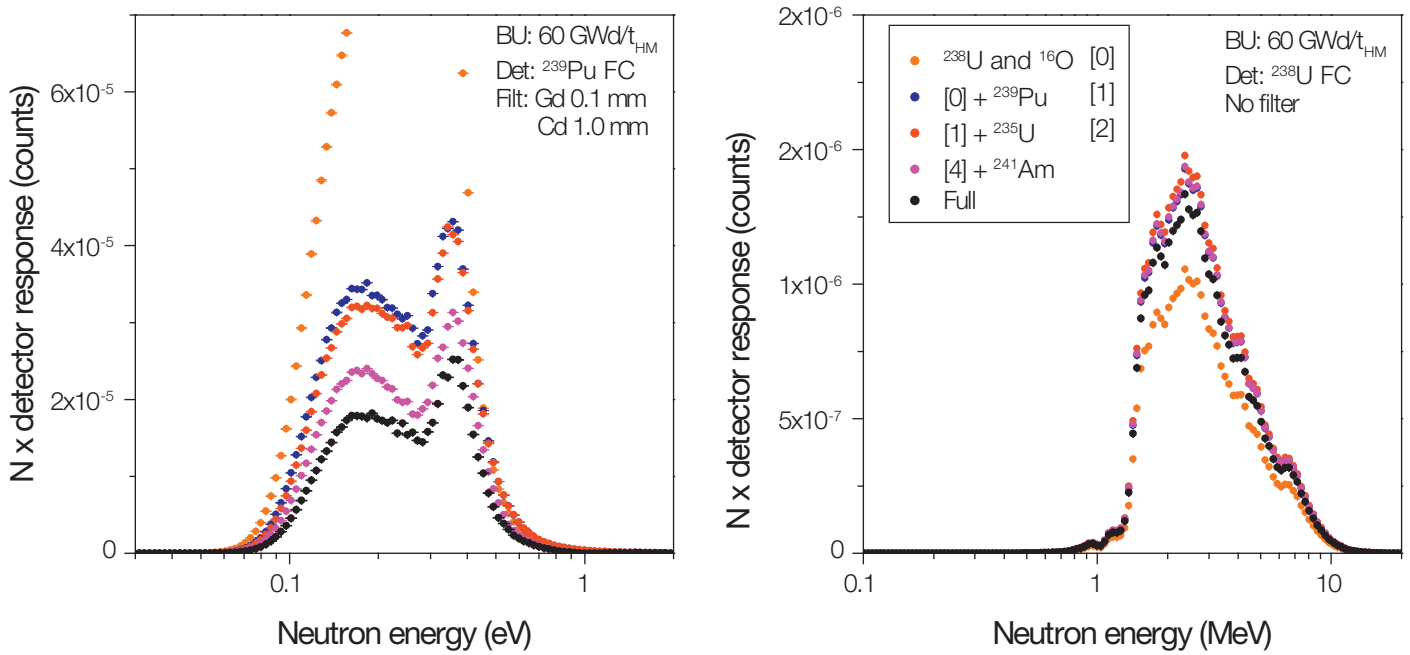 N x detector response (counts)
6x10⁻⁵
4x10⁻⁵
2x10⁻⁵
0
0.1
1
Neutron energy (eV)
BU: 60 GWd/t_HM
Det: ²³⁹Pu FC
Filt: Gd 0.1 mm
Cd 1.0 mm
N x detector response (counts)
2x10⁻⁶
2x10⁻⁶
1x10⁻⁶
5x10⁻⁷
0
0.1
1
10
Neutron energy (MeV)
²³⁸U and ¹⁶O [0]
[0] + ²³⁹Pu [1]
[1] + ²³⁵U [2]
[4] + ²⁴¹Am
Full
BU: 60 GWd/t_HM
Det: ²³⁸U FC
No filter